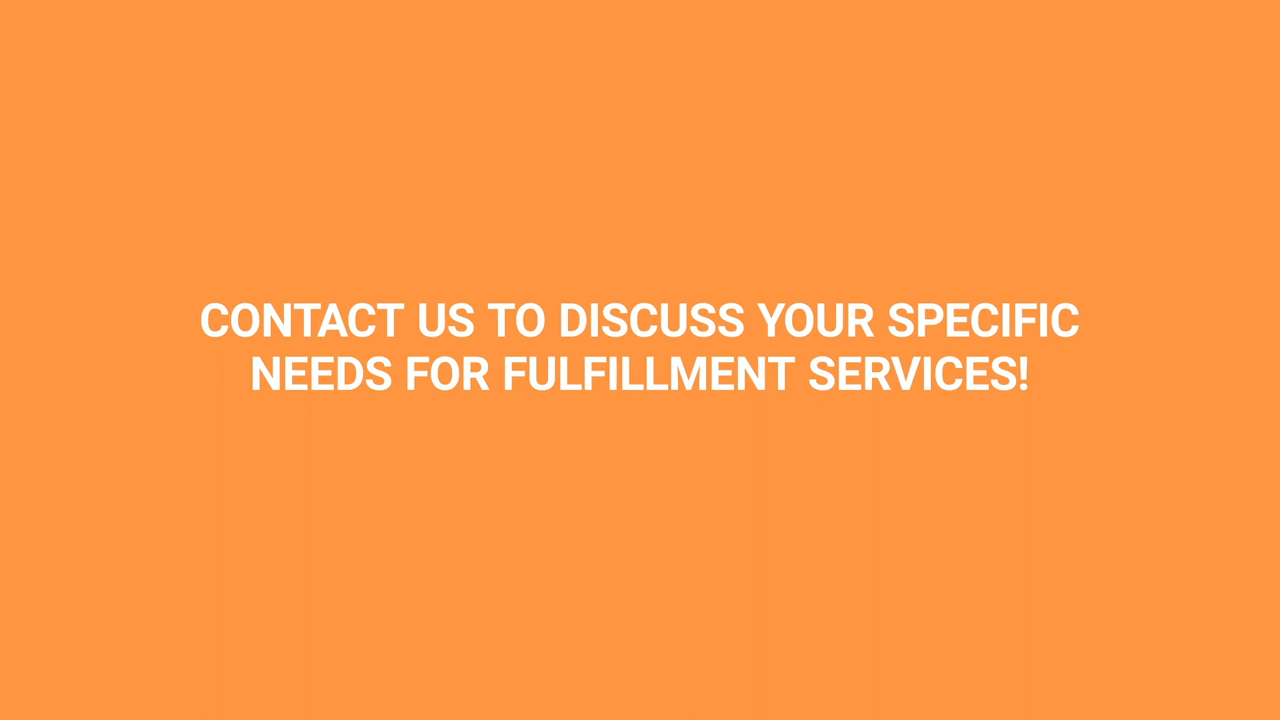 CONTACT US TO DISCUSS YOUR SPECIFIC
NEEDS FOR FULFILLMENT SERVICES!